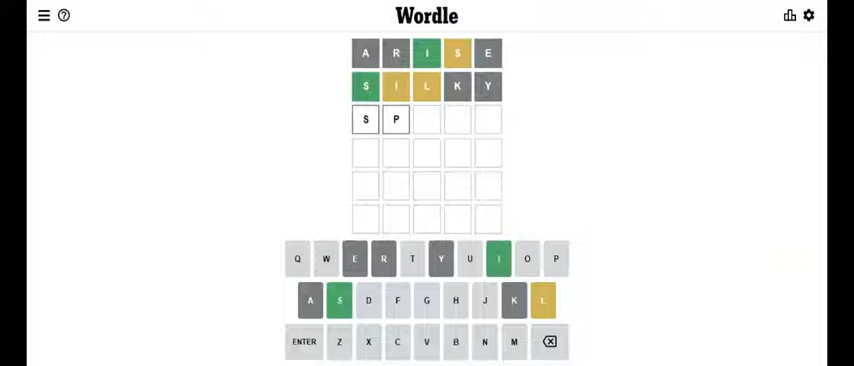 Wordle
A R I S E
S I L K Y
S P
Q W E R T Y U I O P
A S D F G H J K L
ENTER Z X C V B N M